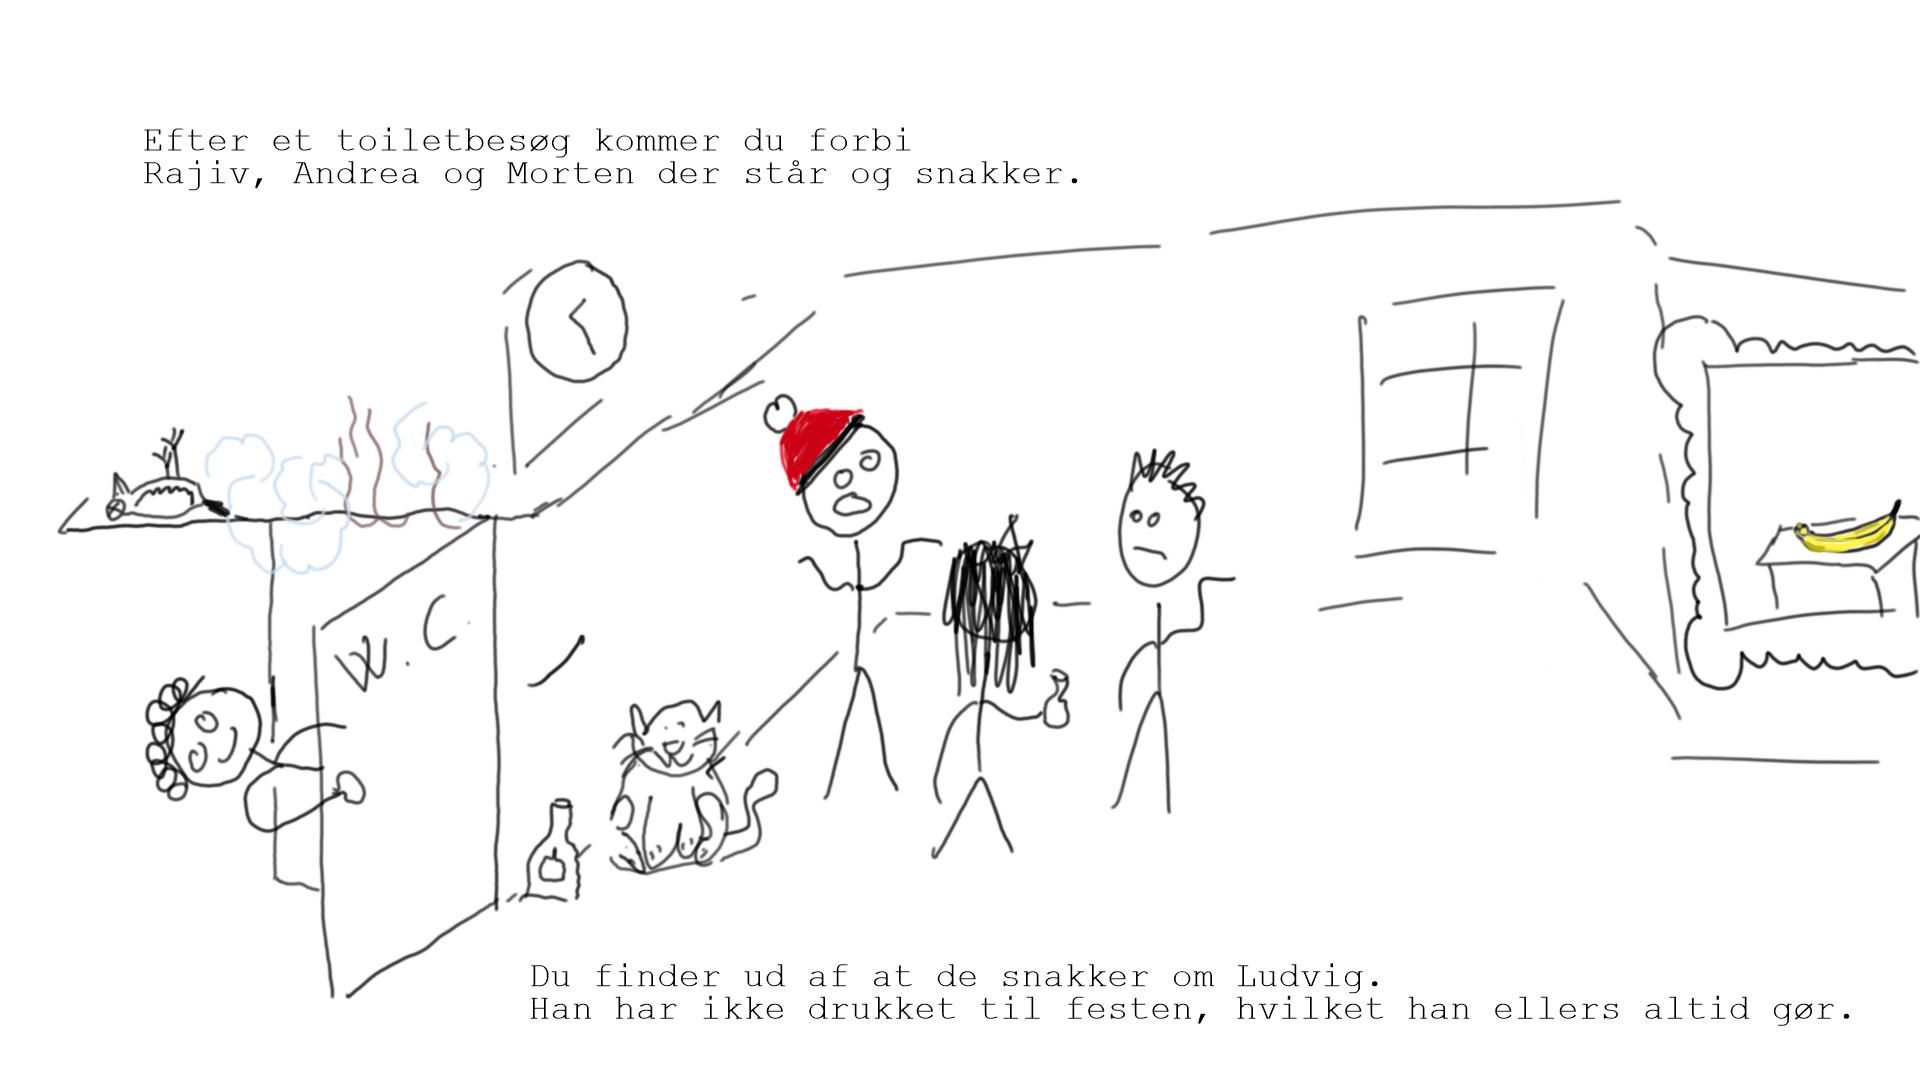 Efter et toiletbesøg kommer du forbi
Rajiv, Andrea og Morten der står og snakker.
W.C.
Du finder ud af at de snakker om Ludvig.
Han har ikke drukket til festen, hvilket han ellers altid gør.